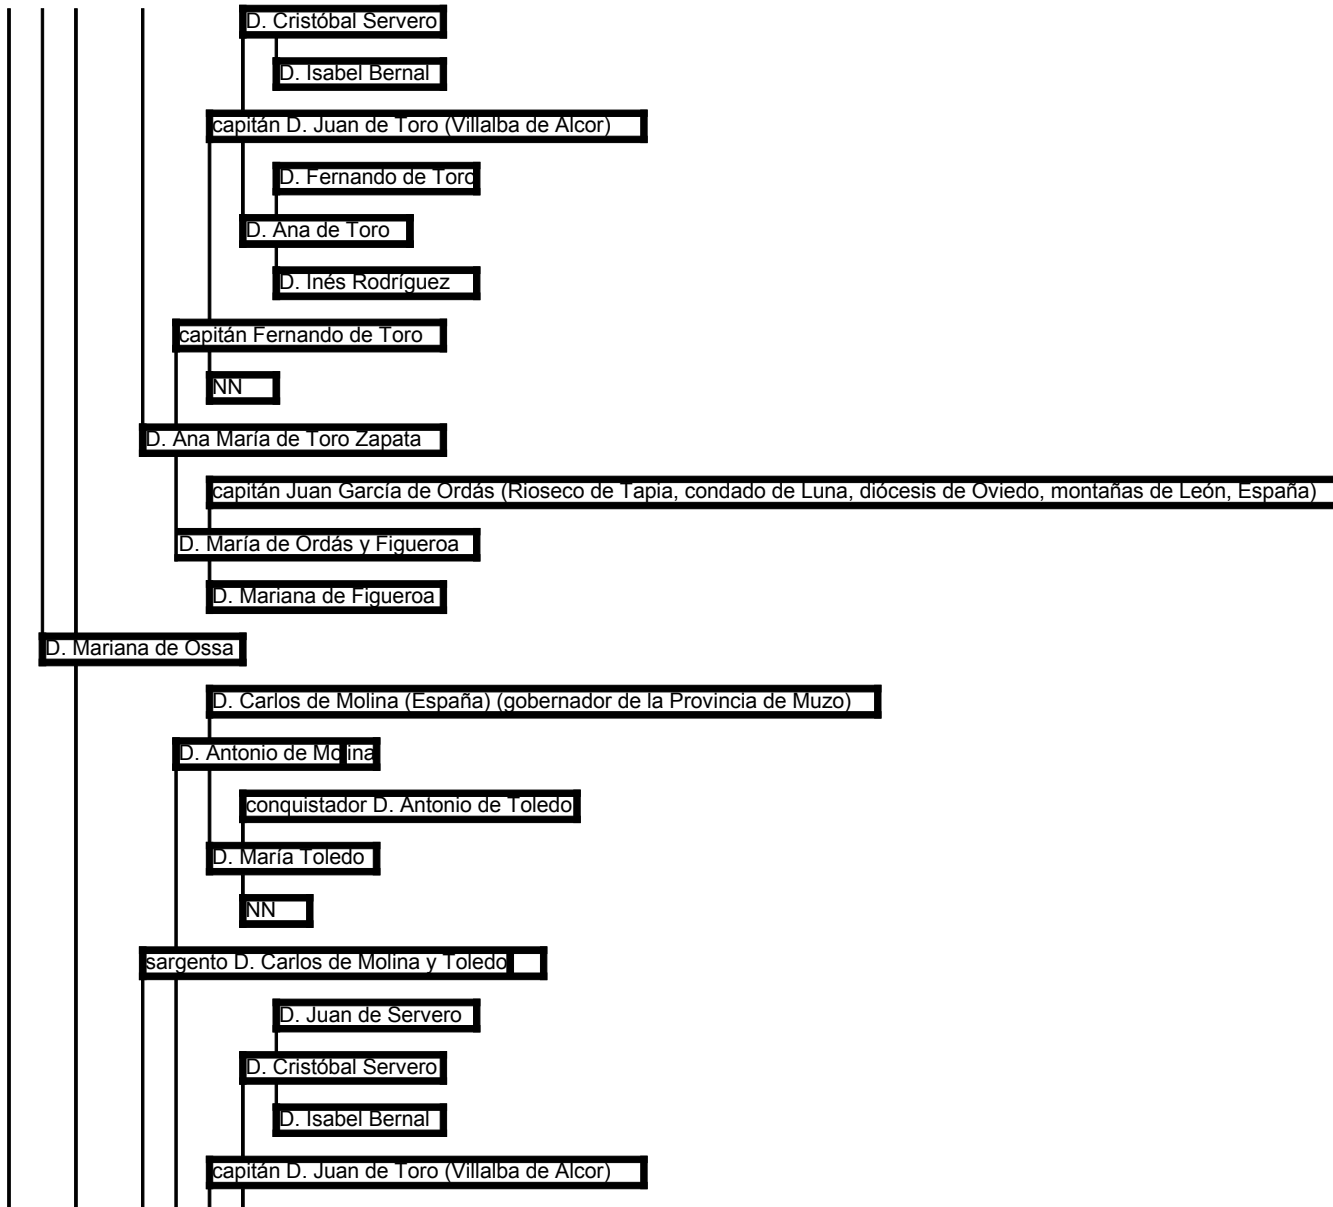 D. Cristóbal Servero
D. Isabel Bernal
capitán D. Juan de Toro (Villalba de Alcor)
D. Fernando de Toro
D. Ana de Toro
D. Inés Rodríguez
capitán Fernando de Toro
NN
D. Ana María de Toro Zapata
capitán Juan García de Ordás (Rioseco de Tapia, condado de Luna, diócesis de Oviedo, montañas de León, España)
D. María de Ordás y Figueroa
D. Mariana de Figueroa
D. Mariana de Ossa
D. Carlos de Molina (España) (gobernador de la Provincia de Muzo)
D. Antonio de Molina
conquistador D. Antonio de Toledo
D. María Toledo
NN
sargento D. Carlos de Molina y Toledo
D. Juan de Servero
D. Cristóbal Servero
D. Isabel Bernal
capitán D. Juan de Toro (Villalba de Alcor)